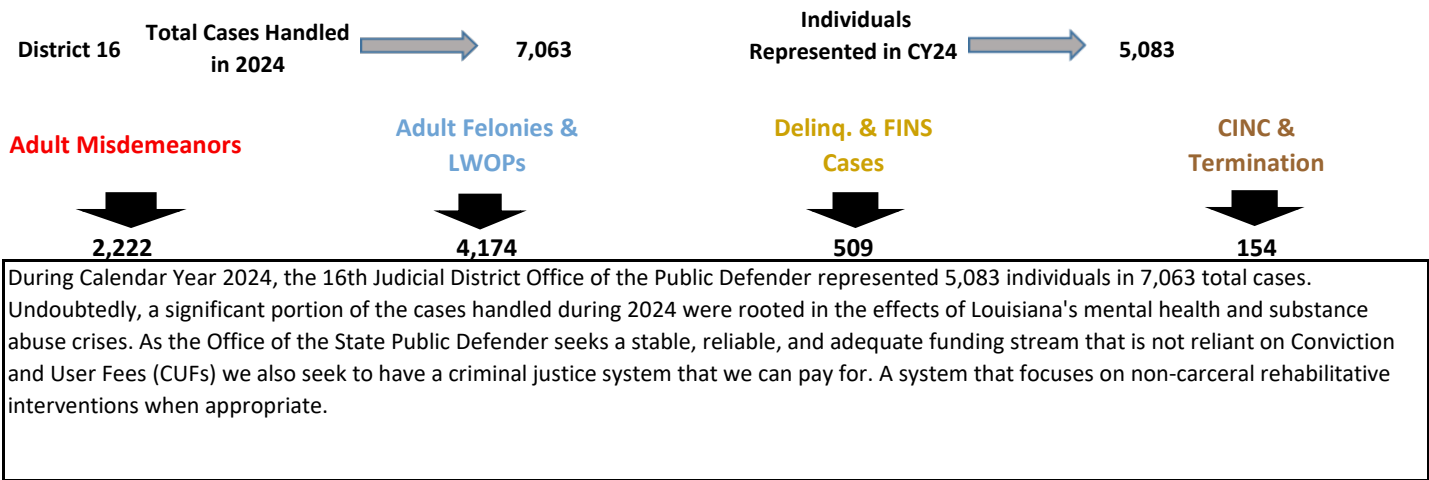 District 16
Total Cases Handled
in 2024
7,063
Individuals
Represented in CY24
5,083
Adult Misdemeanors
Adult Felonies &
LWOPs
Delinq. & FINS
Cases
CINC &
Termination
2,222
4,174
509
154
During Calendar Year 2024, the 16th Judicial District Office of the Public Defender represented 5,083 individuals in 7,063 total cases.
Undoubtedly, a significant portion of the cases handled during 2024 were rooted in the effects of Louisiana's mental health and substance
abuse crises. As the Office of the State Public Defender seeks a stable, reliable, and adequate funding stream that is not reliant on Conviction
and User Fees (CUFs) we also seek to have a criminal justice system that we can pay for. A system that focuses on non-carceral rehabilitative
interventions when appropriate.